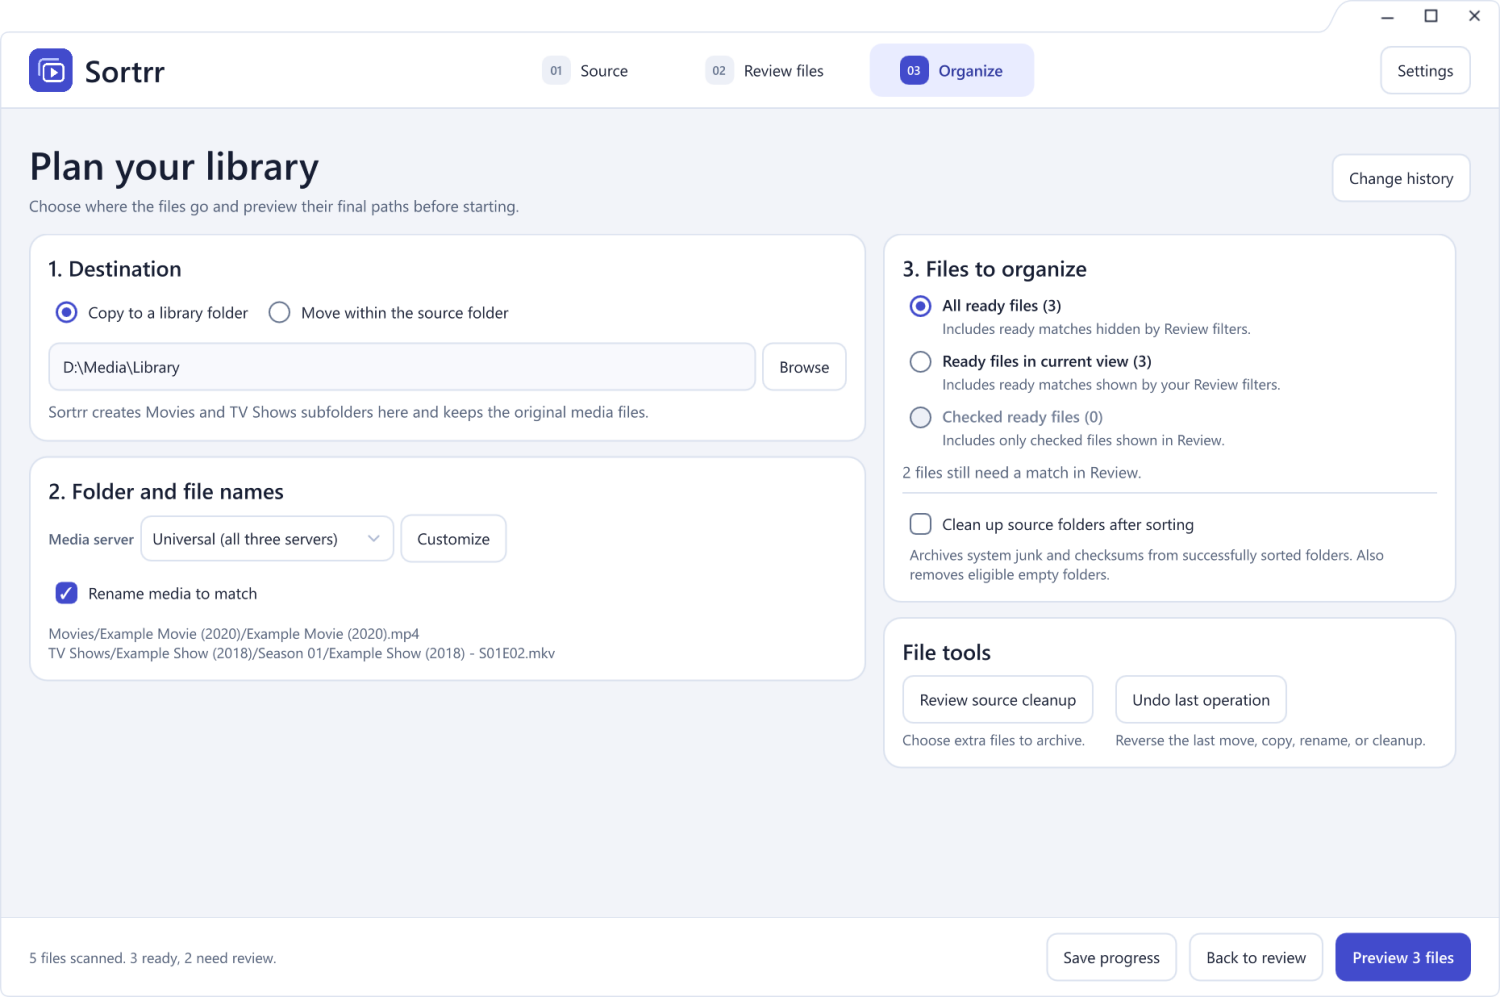 Sortrr
01 Source
02 Review files
03 Organize
Settings
Plan your library
Choose where the files go and preview their final paths before starting.
Change history
1. Destination
Copy to a library folder
Move within the source folder
D:\Media\Library
Browse
Sortrr creates Movies and TV Shows subfolders here and keeps the original media files.
2. Folder and file names
Media server
Universal (all three servers)
Customize
Rename media to match
Movies/Example Movie (2020)/Example Movie (2020).mp4
TV Shows/Example Show (2018)/Season 01/Example Show (2018) - S01E02.mkv
3. Files to organize
All ready files (3)
Includes ready matches hidden by Review filters.
Ready files in current view (3)
Includes ready matches shown by your Review filters.
Checked ready files (0)
Includes only checked files shown in Review.
2 files still need a match in Review.
Clean up source folders after sorting
Archives system junk and checksums from successfully sorted folders. Also
removes eligible empty folders.
File tools
Review source cleanup
Choose extra files to archive.
Undo last operation
Reverse the last move, copy, rename, or cleanup.
5 files scanned. 3 ready, 2 need review.
Save progress
Back to review
Preview 3 files